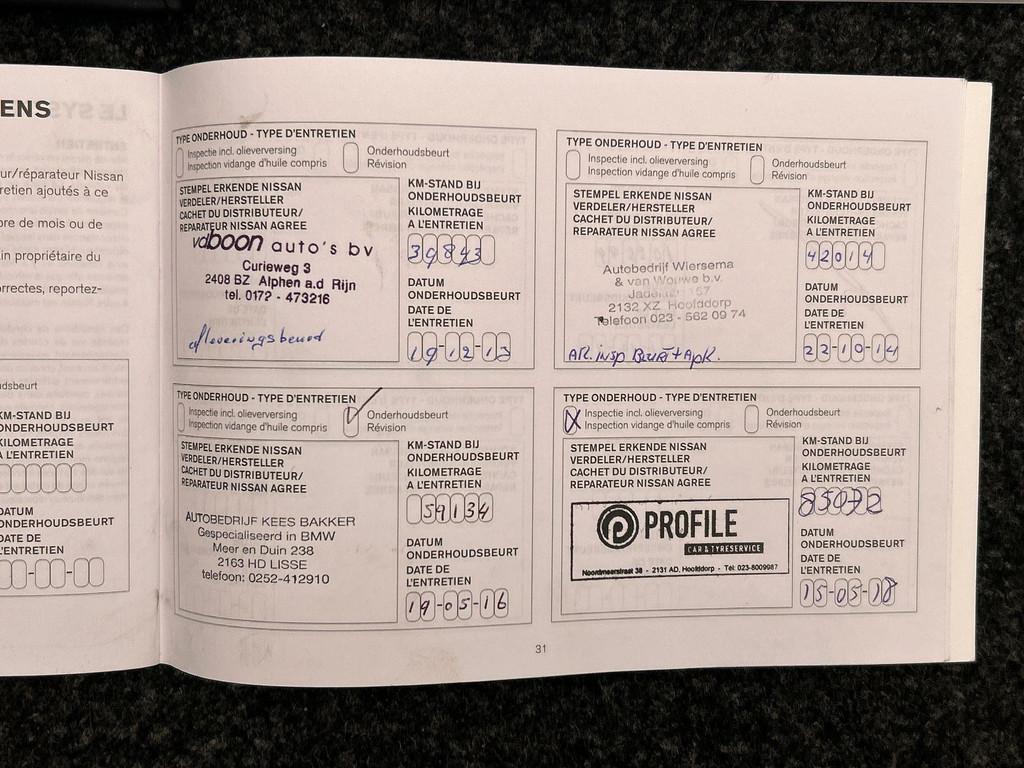 ENS
ur/réparateur Nissan
retien ajoutés à ce
bre de mois ou de
in propriétaire du
orrectes, reportez-
dsbeurt
KM-STAND BIJ
ONDERHOUDSBEURT
KILOMETRAGE
A L'ENTRETIEN
DATUM
ONDERHOUDSBEURT
DATE DE
L'ENTRETIEN
TYPE ONDERHOUD - TYPE D'ENTRETIEN
Inspectie incl. olieverversing
Inspection vidange d'huile compris
Onderhoudsbeurt
Révision
STEMPEL ERKENDE NISSAN
VERDELER/HERSTELLER
CACHET DU DISTRIBUTEUR/
REPARATEUR NISSAN AGREE
vdboon auto's bv
Curieweg 3
2408 BZ Alphen a.d Rijn
tel. 0172 - 473216
afleveringsbeurt
KM-STAND BIJ
ONDERHOUDSBEURT
KILOMETRAGE
A L'ENTRETIEN
39893
DATUM
ONDERHOUDSBEURT
DATE DE
L'ENTRETIEN
19-12-13
TYPE ONDERHOUD - TYPE D'ENTRETIEN
Inspectie incl. olieverversing
Inspection vidange d'huile compris
Onderhoudsbeurt
Révision
STEMPEL ERKENDE NISSAN
VERDELER/HERSTELLER
CACHET DU DISTRIBUTEUR/
REPARATEUR NISSAN AGREE
Autobedrijf Wiersema
& van Wouwe b.v.
2132 XZ Hoofddorp
Telefoon 023 - 562 09 74
Afl. insp Beurt + Apk.
KM-STAND BIJ
ONDERHOUDSBEURT
KILOMETRAGE
A L'ENTRETIEN
42014
DATUM
ONDERHOUDSBEURT
DATE DE
L'ENTRETIEN
22-10-14
TYPE ONDERHOUD - TYPE D'ENTRETIEN
Inspectie incl. olieverversing
Inspection vidange d'huile compris
Onderhoudsbeurt
Révision
STEMPEL ERKENDE NISSAN
VERDELER/HERSTELLER
CACHET DU DISTRIBUTEUR/
REPARATEUR NISSAN AGREE
AUTOBEDRIJF KEES BAKKER
Gespecialiseerd in BMW
Meer en Duin 238
2163 HD LISSE
telefoon: 0252-412910
KM-STAND BIJ
ONDERHOUDSBEURT
KILOMETRAGE
A L'ENTRETIEN
59134
DATUM
ONDERHOUDSBEURT
DATE DE
L'ENTRETIEN
19-05-16
TYPE ONDERHOUD - TYPE D'ENTRETIEN
Inspectie incl. olieverversing
Inspection vidange d'huile compris
Onderhoudsbeurt
Révision
STEMPEL ERKENDE NISSAN
VERDELER/HERSTELLER
CACHET DU DISTRIBUTEUR/
REPARATEUR NISSAN AGREE
PROFILE
CAR & TYRESERVICE
Noordmeerstraat 38 - 2131 AD, Hoofddorp - Tel: 023-8009987
KM-STAND BIJ
ONDERHOUDSBEURT
KILOMETRAGE
A L'ENTRETIEN
DATUM
ONDERHOUDSBEURT
DATE DE
L'ENTRETIEN
15-05-18
31